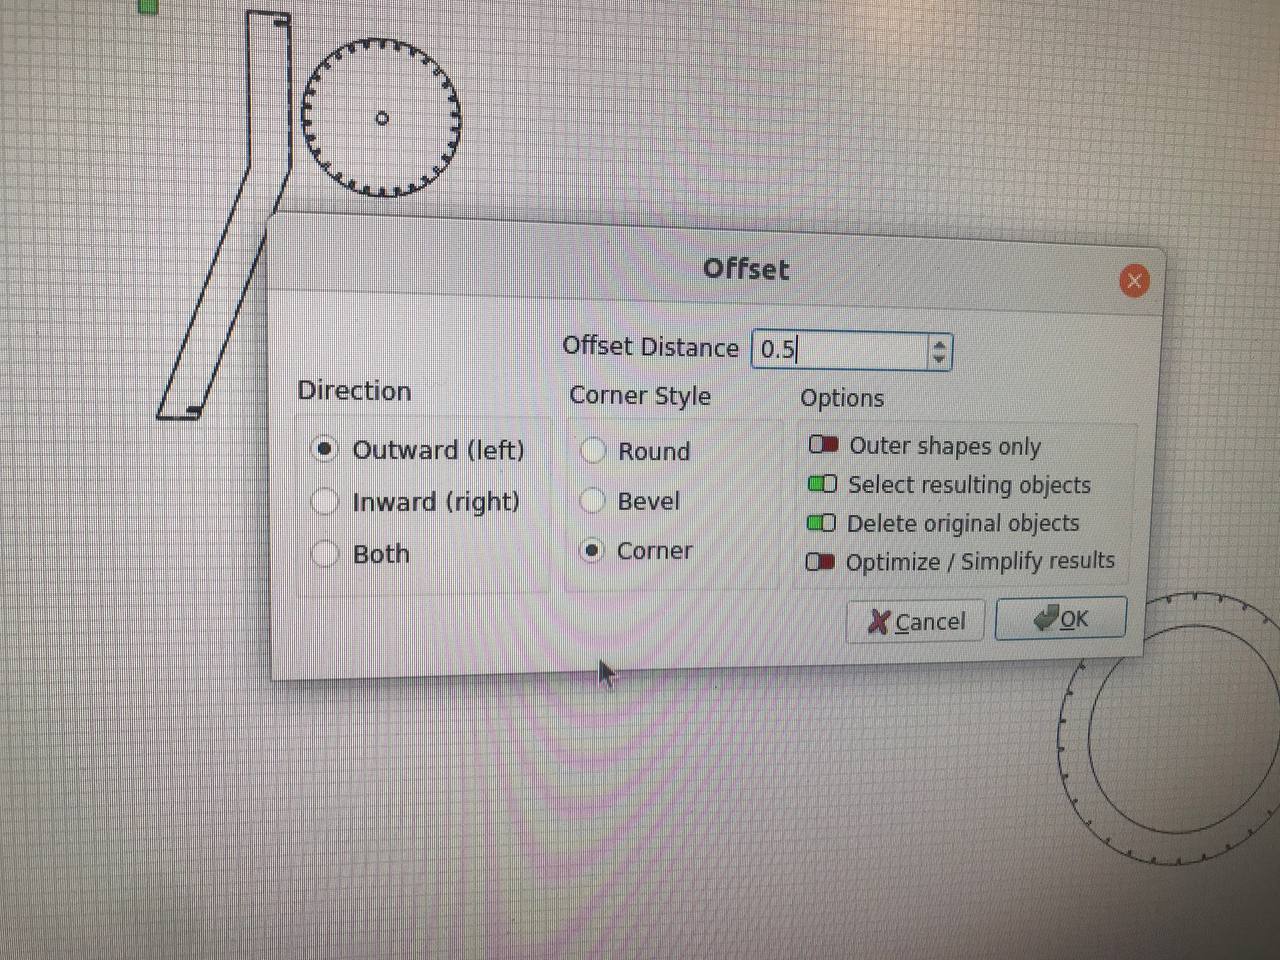 Offset
Offset Distance 0.5
Direction
Outward (left)
Inward (right)
Both
Corner Style
Round
Bevel
Corner
Options
Outer shapes only
Select resulting objects
Delete original objects
Optimize / Simplify results
Cancel
OK